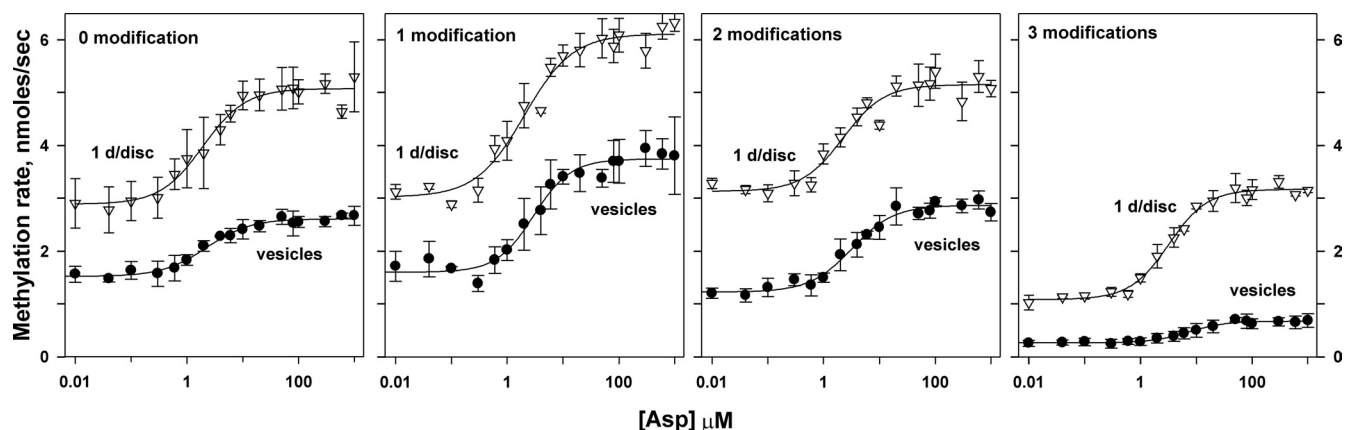 0 modification
1 modification
2 modifications
3 modifications
Methylation rate, nmoles/sec
6
4
2
0
6
4
2
0
1 d/disc
vesicles
1 d/disc
vesicles
1 d/disc
vesicles
1 d/disc
vesicles
0.01 1 100
0.01 1 100
0.01 1 100
0.01 1 100
[Asp] μM